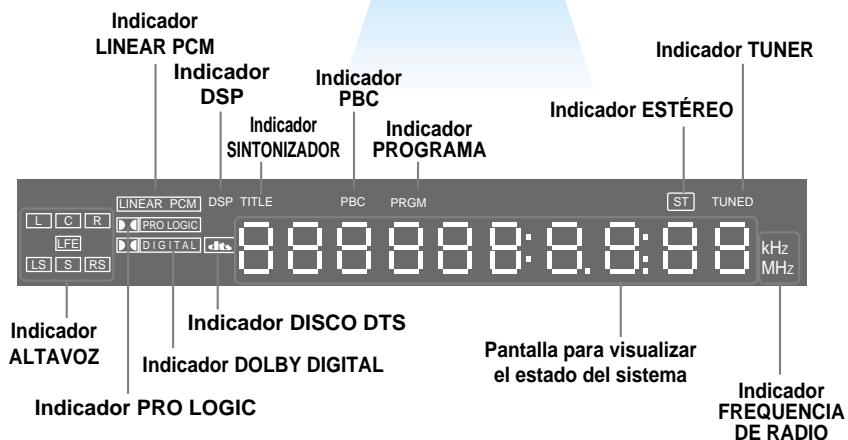 Indicador
LINEAR PCM
Indicador
DSP
Indicador
SINTONIZADOR
Indicador
PBC
Indicador
PROGRAMA
Indicador ESTÉREO
Indicador TUNER
LINEAR PCM DSP TITLE PBC PRGM ST TUNED
L C R
PRO LOGIC
LFE
DIGITAL dts
LS S RS
kHz
MHz
Indicador
ALTAVOZ
Indicador DISCO DTS
Indicador DOLBY DIGITAL
Indicador PRO LOGIC
Pantalla para visualizar
el estado del sistema
Indicador
FREQUENCIA
DE RADIO